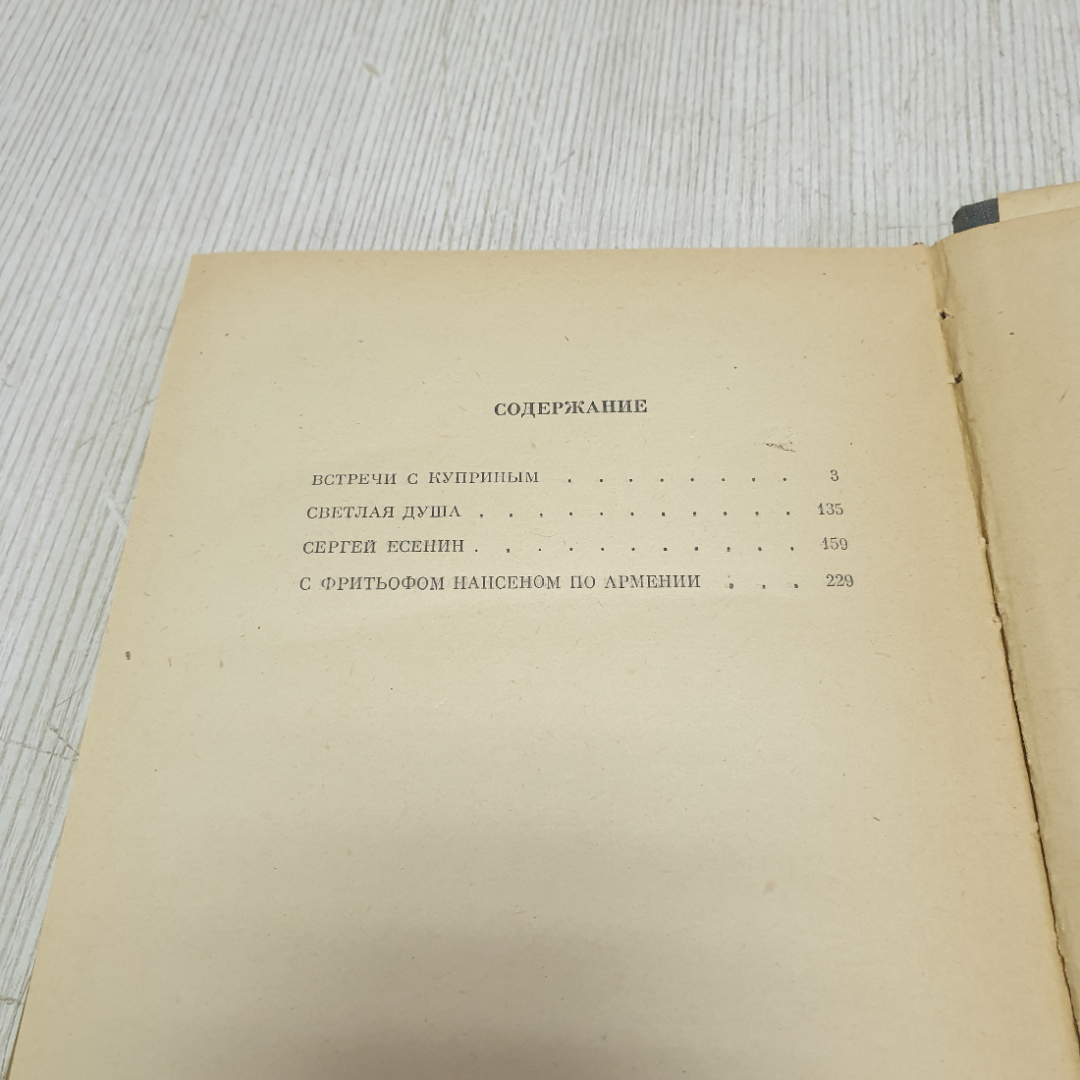 СОДЕРЖАНИЕ
ВСТРЕЧИ С КУПРИНЫМ . . . . . . . . 3
СВЕТЛАЯ ДУША . . . . . . . . . . . 135
СЕРГЕЙ ЕСЕНИН . . . . . . . . . . . 159
С ФРИТЬОФОМ НАНСЕНОМ ПО АРМЕНИИ . . . 229